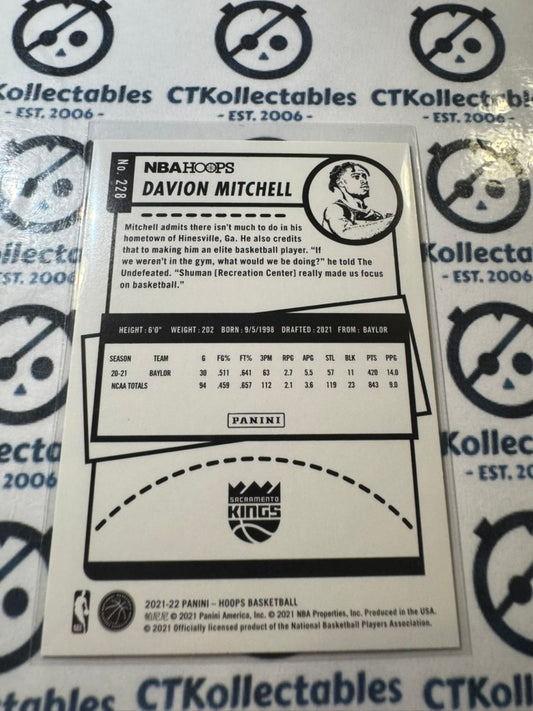 Kollectables CTKollectables CTKollectabl
- EST. 2006 - - EST. 2006 - - EST. 2006
No. 228
NBA HOOPS
DAVION MITCHELL
Mitchell admits there isn't much to do in his
hometown of Hinesville, Ga. He also credits
that to making him an elite basketball player. "If
we weren't in the gym, what would we be doing?" he told The
Undefeated. "Shuman [Recreation Center] really made us focus
on basketball."
HEIGHT: 6'0" WEIGHT: 202 BORN: 9/5/1998 DRAFTED: 2021 FROM: BAYLOR
SEASON TEAM G FG% FT% 3PM RPG APG STL BLK PTS PPG
20-21 BAYLOR 30 .511 .641 63 2.7 5.5 57 11 420 14.0
NCAA TOTALS 94 .459 .657 112 2.1 3.6 119 23 843 9.0
PANINI
SACRAMENTO
KINGS
2021-22 PANINI – HOOPS BASKETBALL
帕尼尼 © 2021 Panini America, Inc. © 2021 NBA Properties, Inc. Produced in the USA.
© 2021 Officially licensed product of the National Basketball Players Association.
ctables CTKollectables CTKollectables